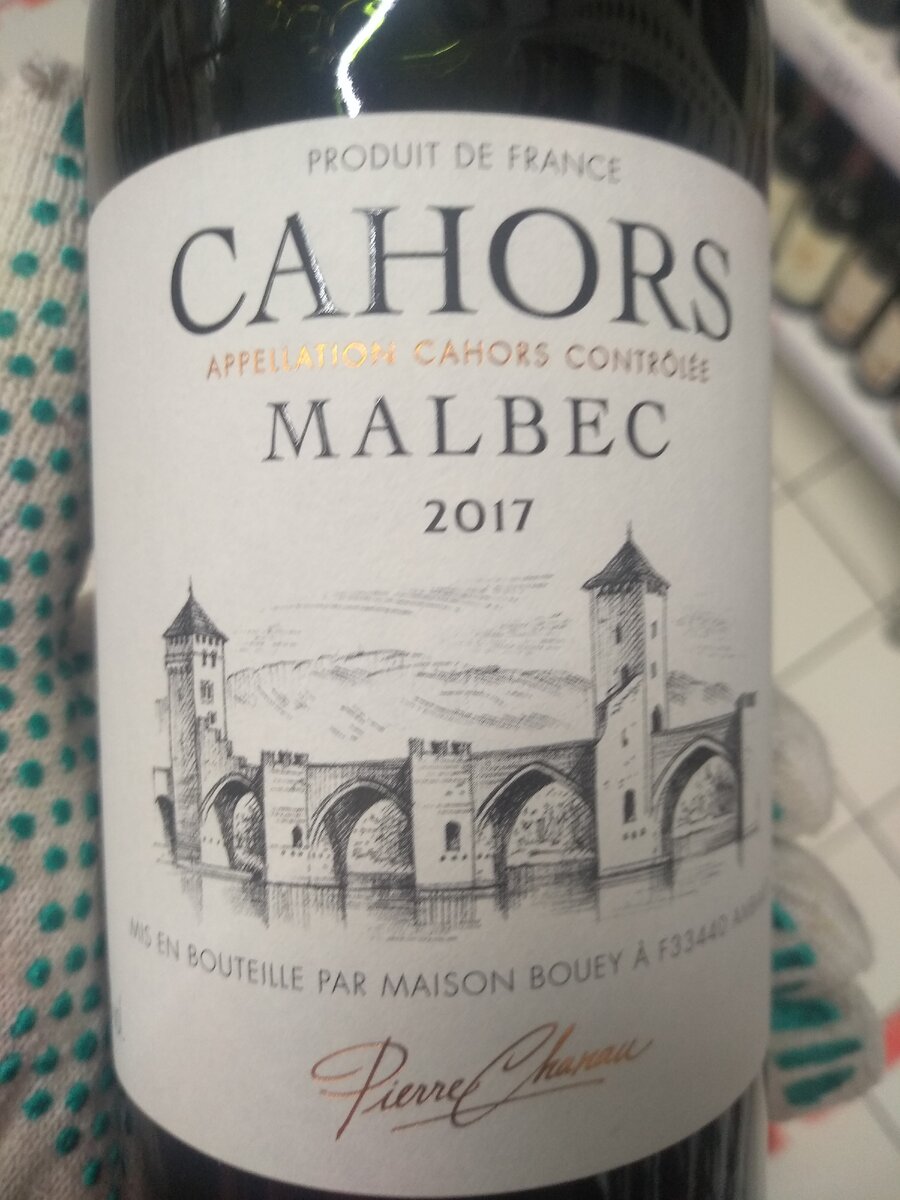 PRODUIT DE FRANCE
CAHORS
APPELLATION CAHORS CONTRÔLÉE
MALBEC
2017
MIS EN BOUTEILLE PAR MAISON BOUEY À F33440
Pierre Chanau